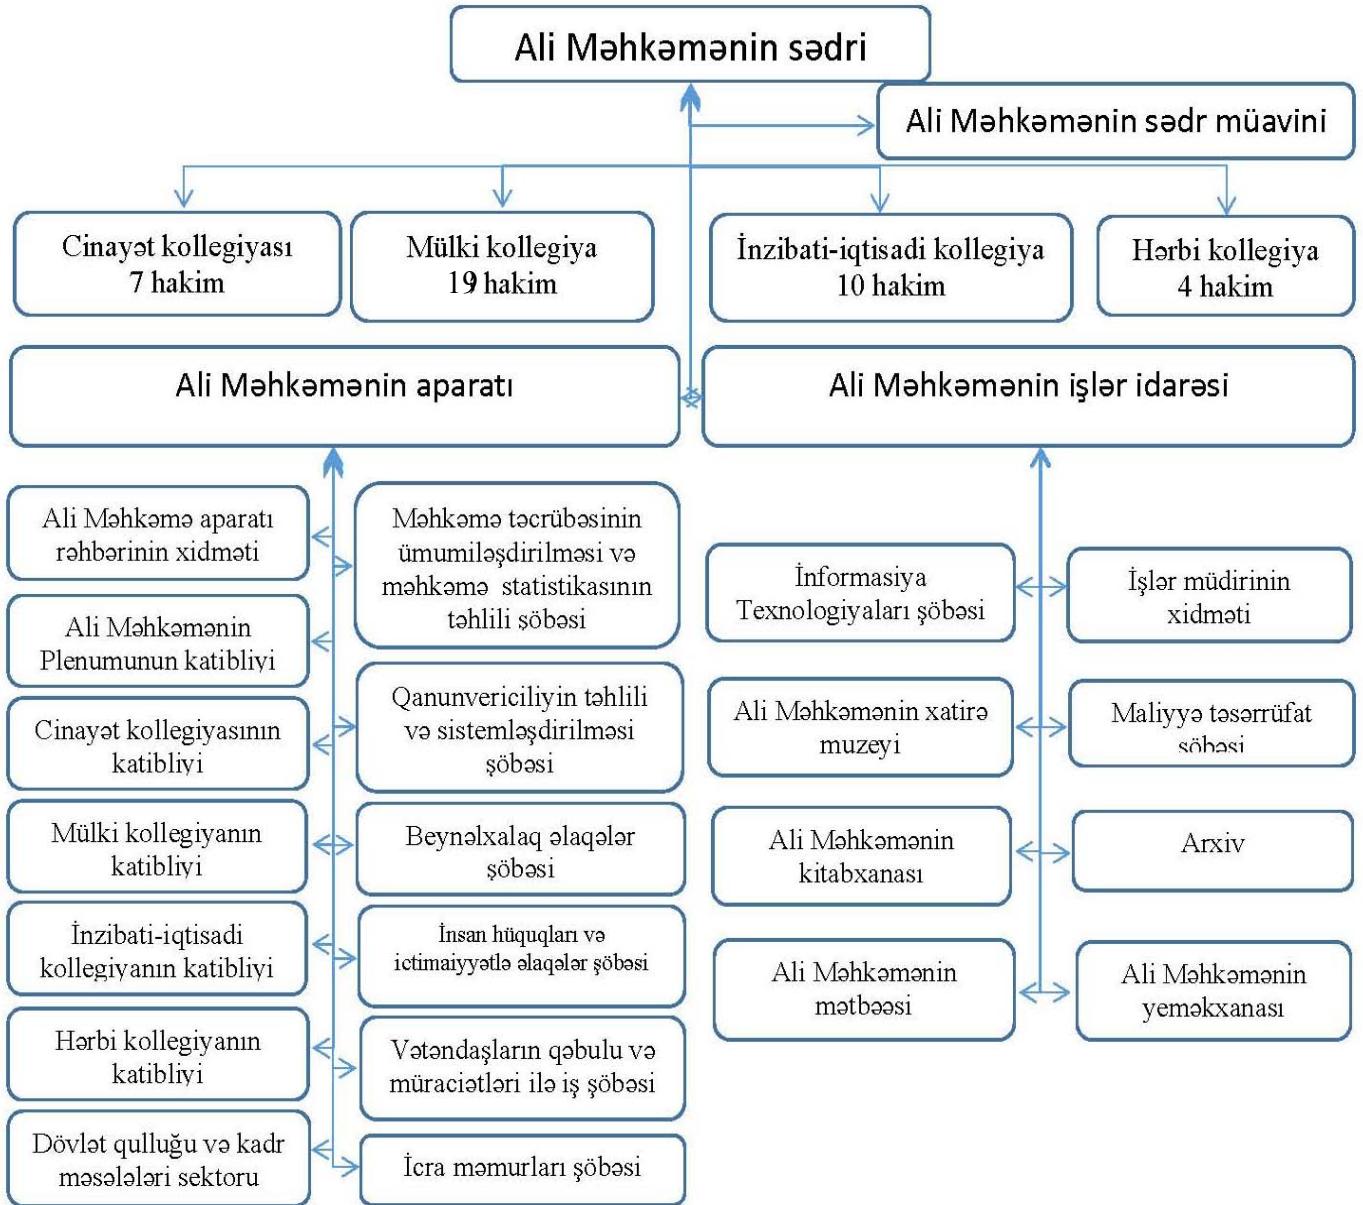 Ali Məhkəmənin sədri
Ali Məhkəmənin sədr müavini
Cinayət kollegiyası
7 hakim
Mülki kollegiya
19 hakim
İnzibati-iqtisadi kollegiya
10 hakim
Hərbi kollegiya
4 hakim
Ali Məhkəmənin aparatı
Ali Məhkəmənin işlər idarəsi
Ali Məhkəmə aparatı
rəhbərinin xidməti
Ali Məhkəmənin
Plenumunun katibliyi
Cinayət kollegiyasının
katibliyi
Mülki kollegiyanın
katibliyi
İnzibati-iqtisadi
kollegiyanın katibliyi
Hərbi kollegiyanın
katibliyi
Dövlət qulluğu və kadr
məsələləri sektoru
Məhkəmə təcrübəsinin
ümumiləşdirilməsi və
məhkəmə statistikasının
təhlili şöbəsi
Qanunvericiliyin təhlili
və sistemləşdirilməsi
şöbəsi
Beynəlxalaq əlaqələr
şöbəsi
İnsan hüquqları və
ictimaiyyətlə əlaqələr şöbəsi
Vətəndaşların qəbulu və
müraciətləri ilə iş şöbəsi
İcra məmurları şöbəsi
İnformasiya
Texnologiyaları şöbəsi
Ali Məhkəmənin xatirə
muzeyi
Ali Məhkəmənin
kitabxanası
Ali Məhkəmənin
mətbəəsi
İşlər müdirinin
xidməti
Maliyyə təsərrüfat
şöbəsi
Arxiv
Ali Məhkəmənin
yeməkxanası